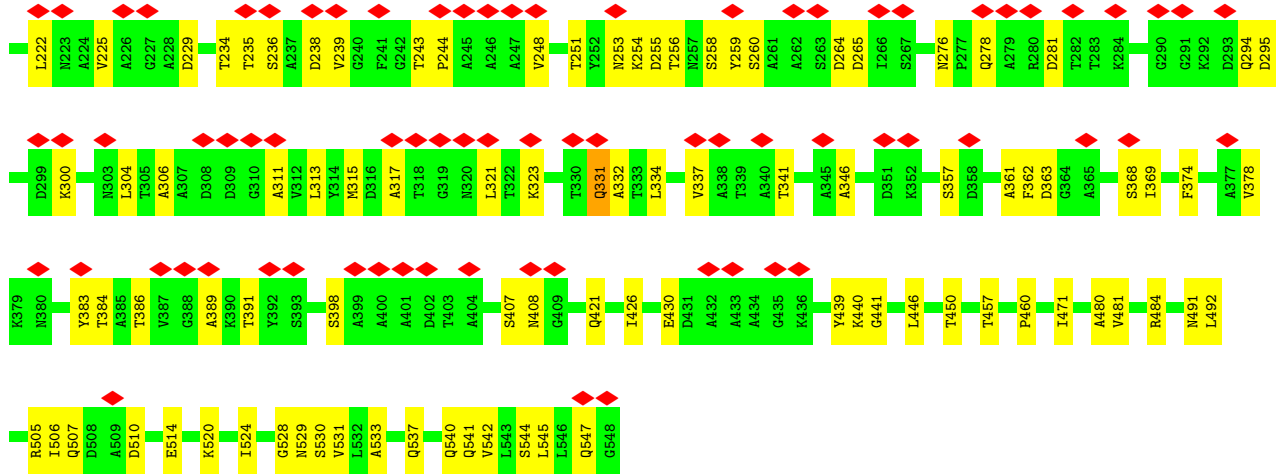 L222 N223 A224 V225 A226 G227 A228 D229 T234 T235 S236 A237 D238 Y239 G240 F241 G242 T243 P244 A245 A246 A247 V248 T251 Y252 N253 K254 D255 T256 N257 S258 Y259 S260 A261 A262 S263 D264 D265 I266 S267 N276 P277 Q278 A279 R280 D281 T282 T283 K284 G290 G291 K292 D293 Q294 D295
D299 K300 N303 L304 T305 A306 A307 D308 D309 G310 A311 V312 L313 Y314 M315 D316 A317 T318 G319 N320 L321 T322 K323 T330 Q331 A332 T333 L334 V337 A338 T339 A340 T341 A345 A346 D351 K352 S357 D358 A361 F362 D363 G364 A365 S368 I369 F374 A377 V378
K379 N380 Y383 T384 A385 T386 V387 G388 A389 K390 T391 Y392 S393 S398 A399 A400 A401 D402 T403 A404 S407 N408 G409 Q421 I426 E430 D431 A432 A433 A434 G435 K436 Y439 K440 G441 L446 T450 T457 P460 I471 A480 V481 R484 N491 L492
R505 I506 Q507 D508 A509 D510 E514 K520 I524 G528 N529 S530 V531 L532 A533 Q537 Q540 Q541 V542 L543 S544 L545 L546 Q547 G548